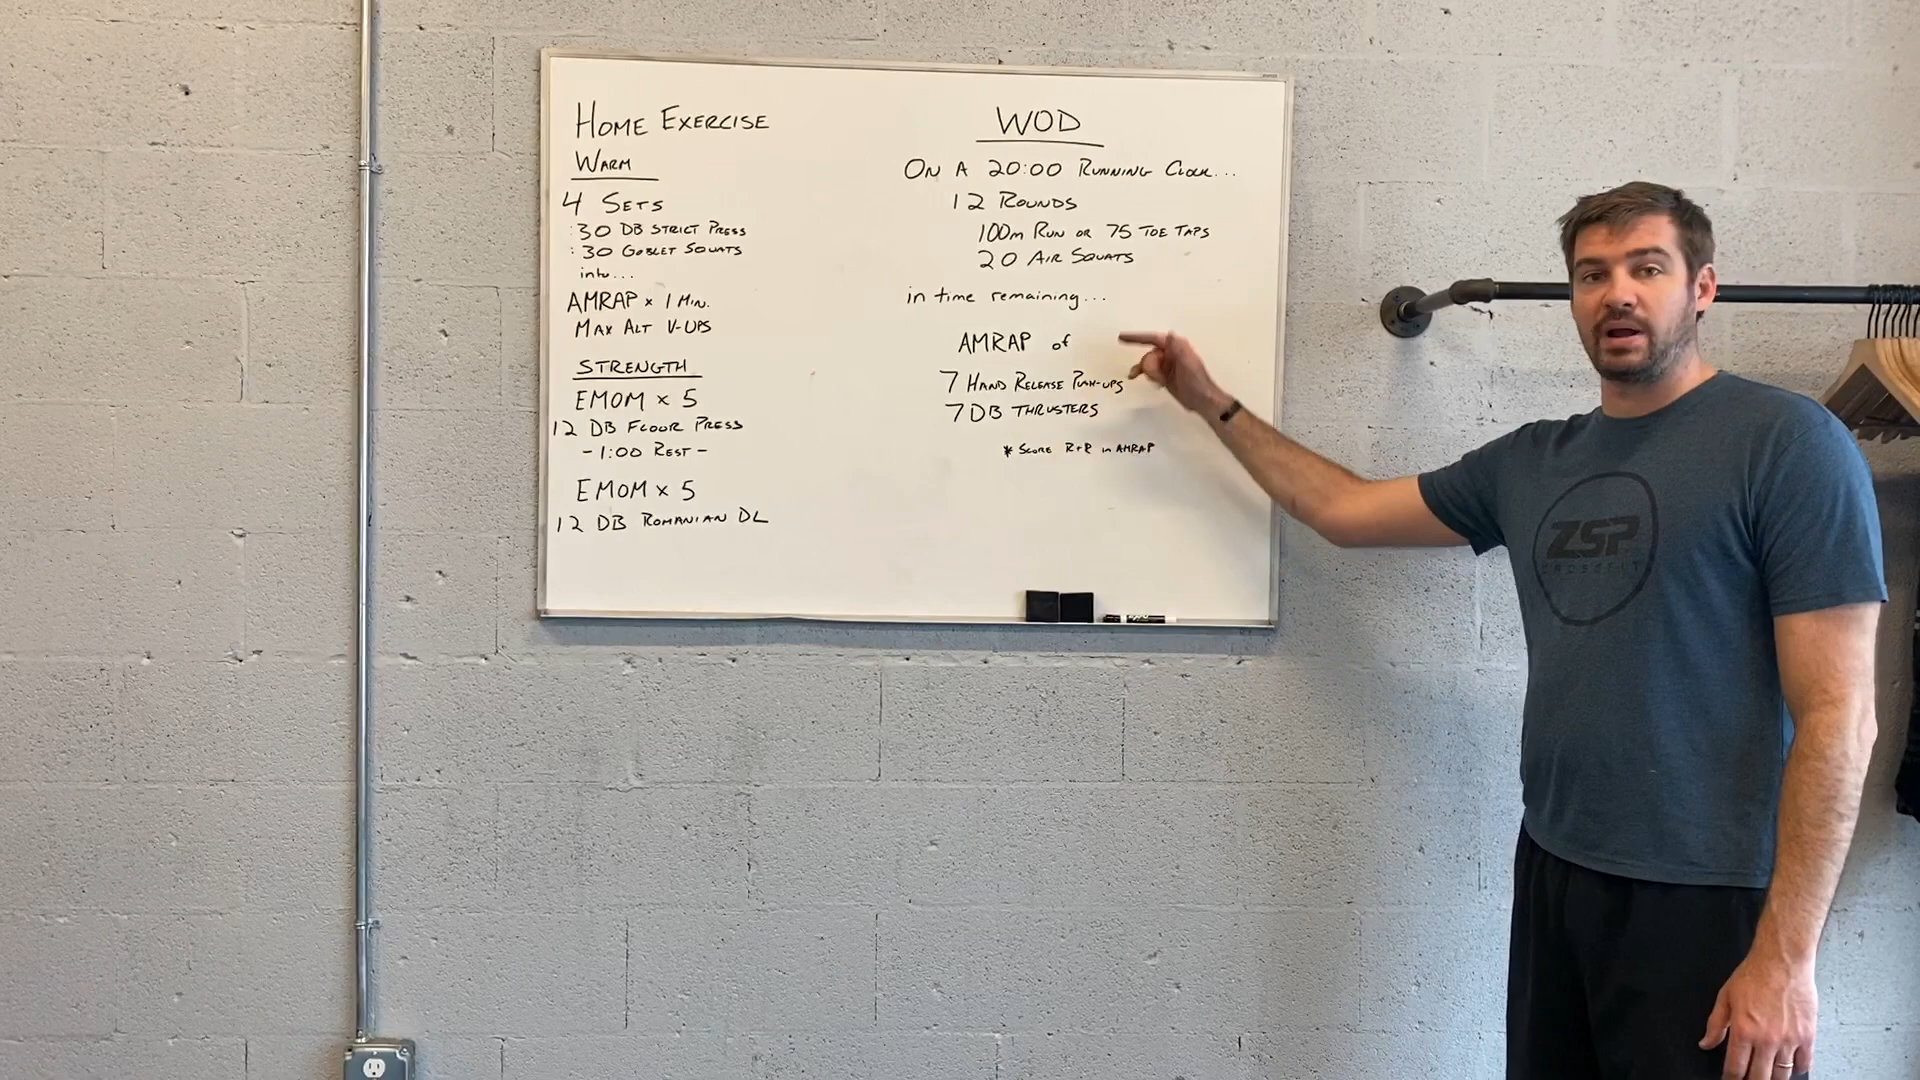 HOME EXERCISE
WARM
4 SETS
:30 DB STRICT PRESS
:30 GOBLET SQUATS
into...
AMRAP x 1 MIN.
MAX ALT V-UPS
STRENGTH
EMOM x 5
12 DB FLOOR PRESS
- 1:00 REST -
EMOM x 5
12 DB ROMANIAN DL
WOD
ON A 20:00 RUNNING CLOCK...
12 ROUNDS
100m RUN OR 75 TOE TAPS
20 AIR SQUATS
in time remaining...
AMRAP of
7 HAND RELEASE PUSH-UPS
7 DB THRUSTERS
* SCORE R+R in AMRAP
ZSP
CROSSFIT